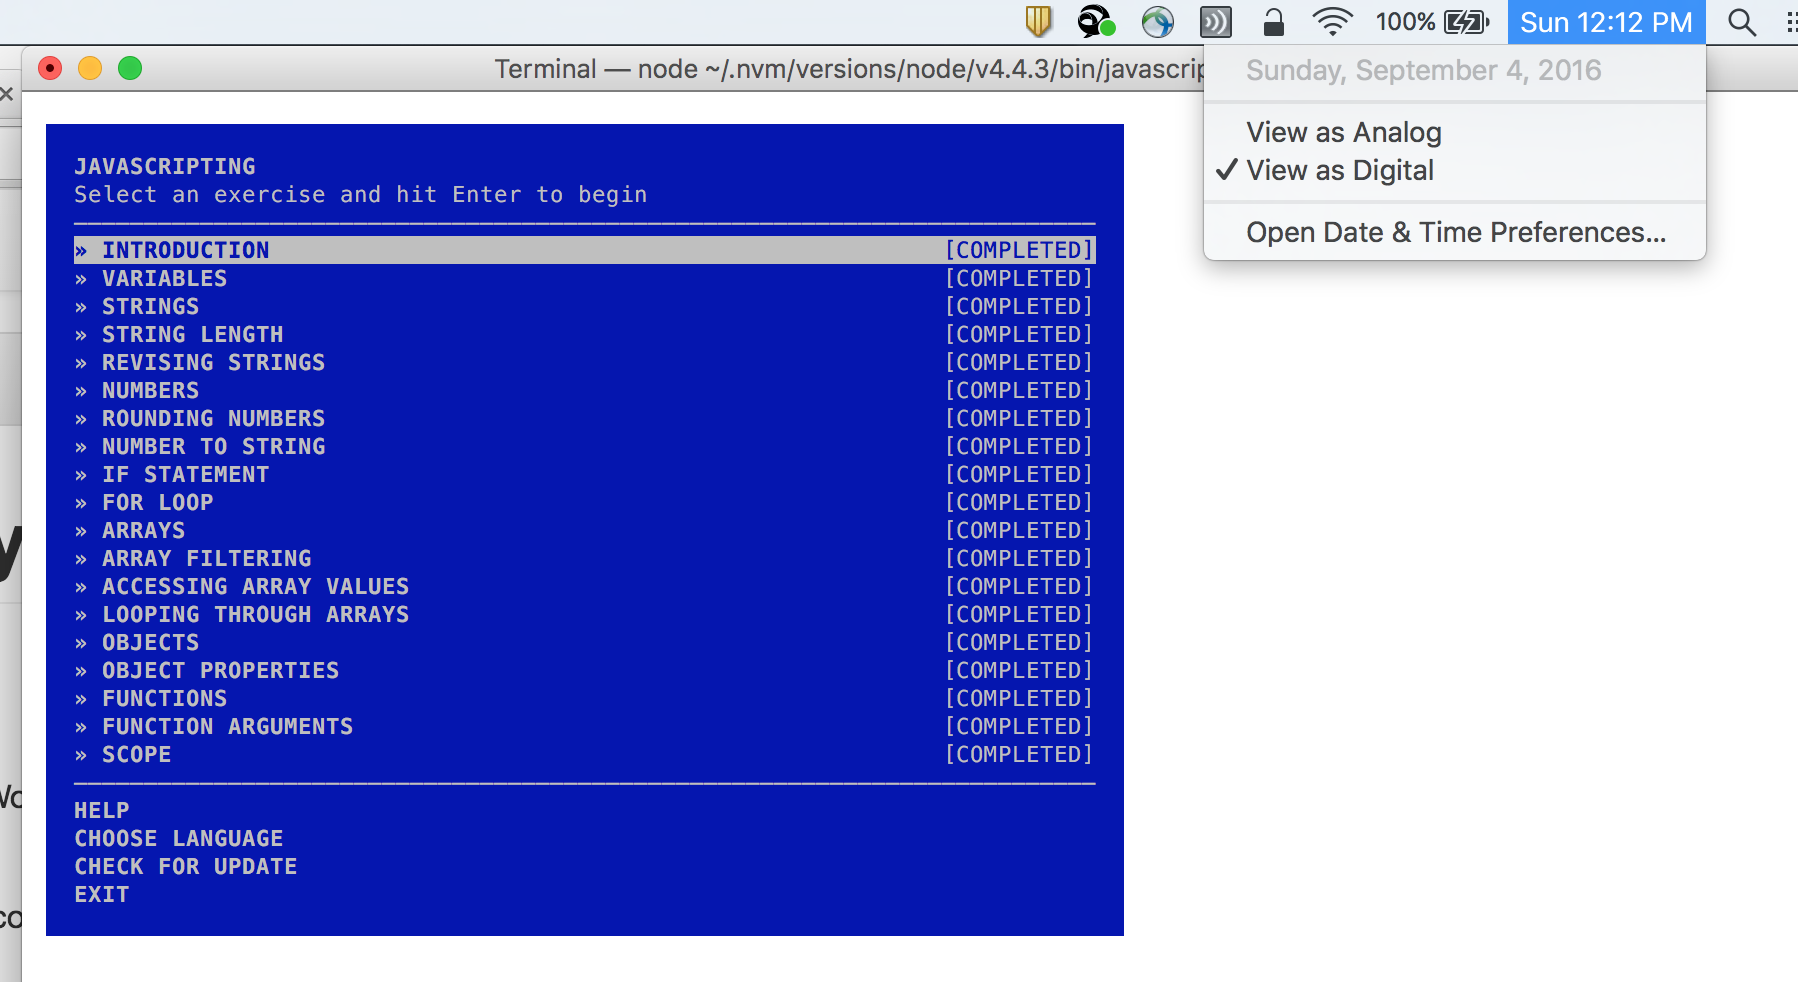 100% Sun 12:12 PM
Terminal — node ~/.nvm/versions/node/v4.4.3/bin/javascrip
Sunday, September 4, 2016
View as Analog
✓ View as Digital
Open Date & Time Preferences...
JAVASCRIPTING
Select an exercise and hit Enter to begin
» INTRODUCTION [COMPLETED]
» VARIABLES [COMPLETED]
» STRINGS [COMPLETED]
» STRING LENGTH [COMPLETED]
» REVISING STRINGS [COMPLETED]
» NUMBERS [COMPLETED]
» ROUNDING NUMBERS [COMPLETED]
» NUMBER TO STRING [COMPLETED]
» IF STATEMENT [COMPLETED]
» FOR LOOP [COMPLETED]
» ARRAYS [COMPLETED]
» ARRAY FILTERING [COMPLETED]
» ACCESSING ARRAY VALUES [COMPLETED]
» LOOPING THROUGH ARRAYS [COMPLETED]
» OBJECTS [COMPLETED]
» OBJECT PROPERTIES [COMPLETED]
» FUNCTIONS [COMPLETED]
» FUNCTION ARGUMENTS [COMPLETED]
» SCOPE [COMPLETED]
HELP
CHOOSE LANGUAGE
CHECK FOR UPDATE
EXIT